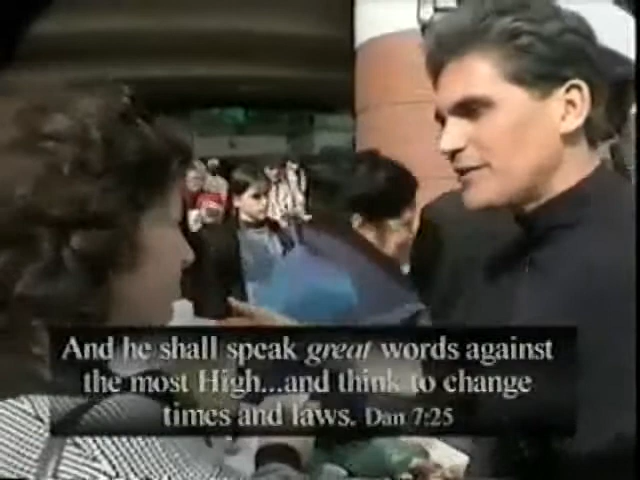 And he shall speak great words against
the most High...and think to change
times and laws. Dan 7:25